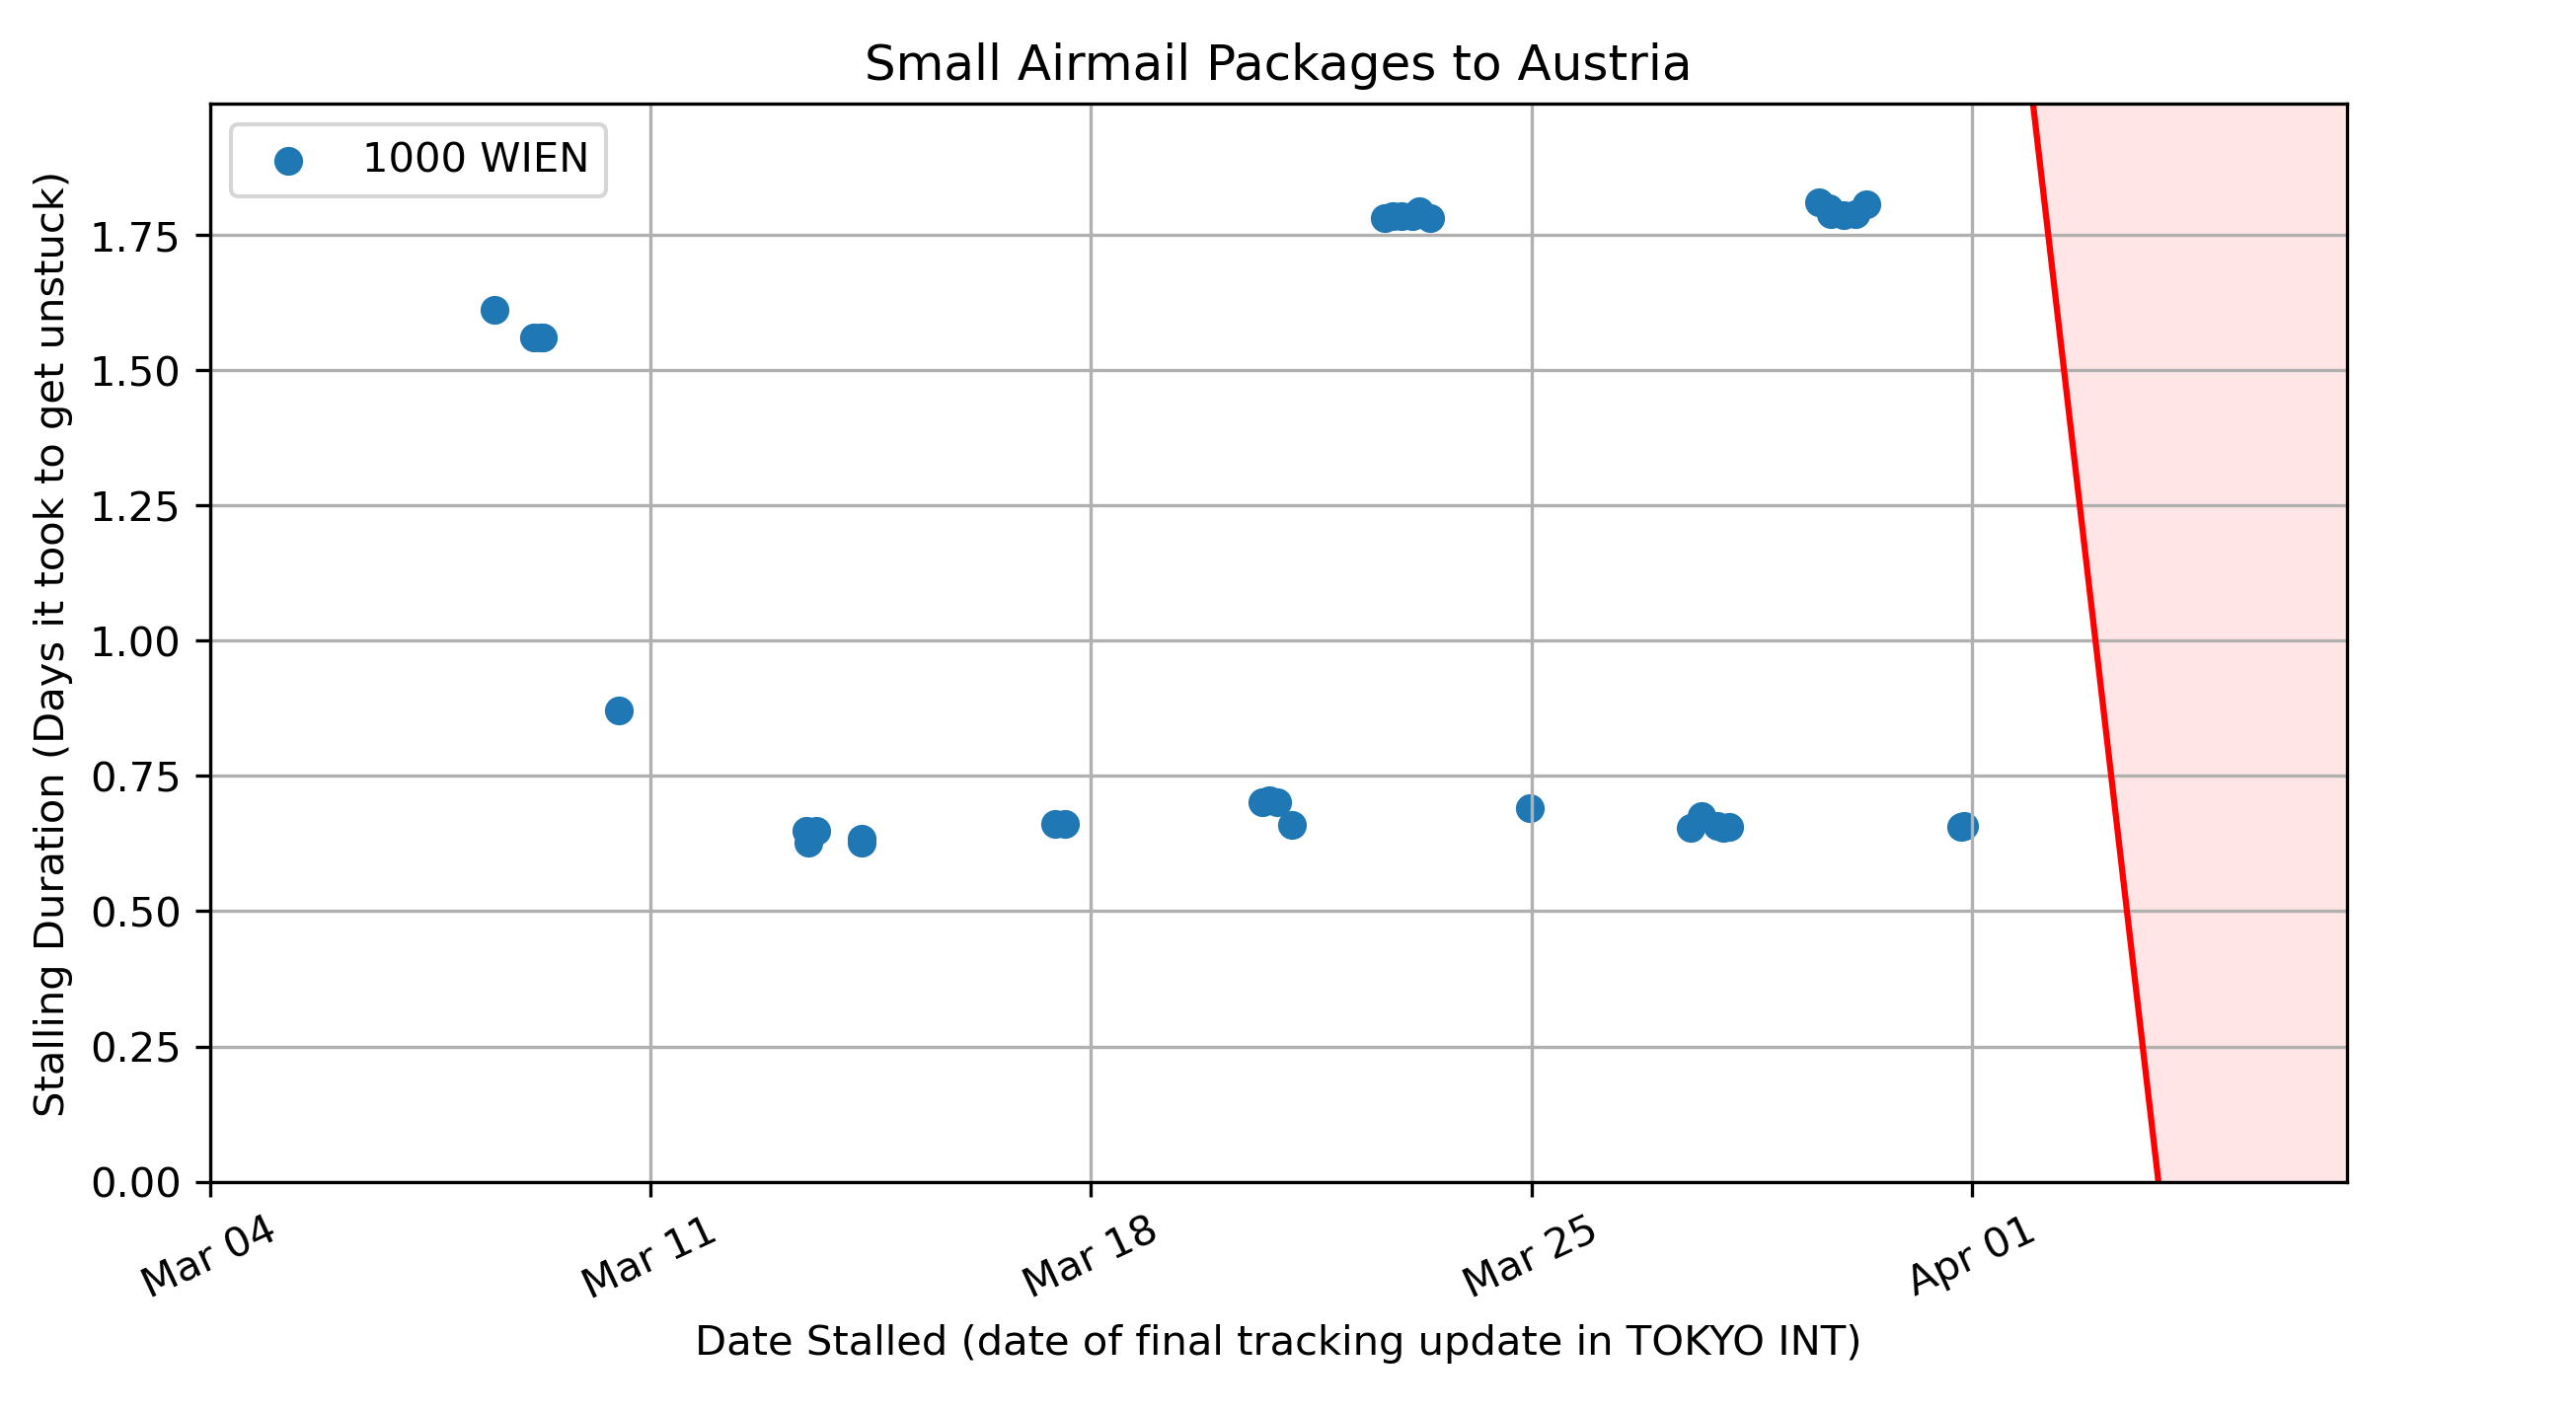 Small Airmail Packages to Austria
1000 WIEN
Stalling Duration (Days it took to get unstuck)
1.75
1.50
1.25
1.00
0.75
0.50
0.25
0.00
Mar 04
Mar 11
Mar 18
Mar 25
Apr 01
Date Stalled (date of final tracking update in TOKYO INT)